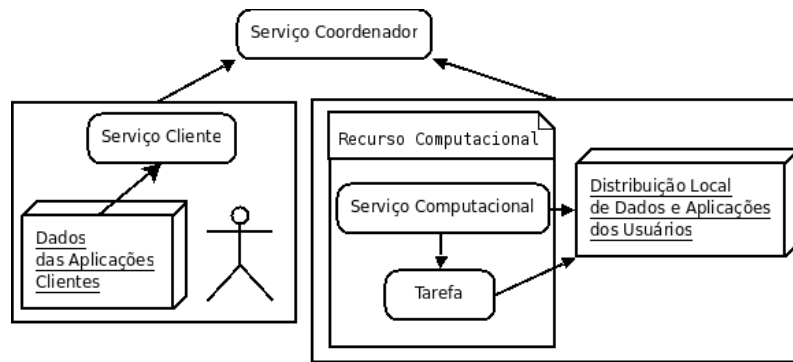 Serviço Coordenador
Serviço Cliente
Dados
das Aplicações
Clientes
Recurso Computacional
Serviço Computacional
Tarefa
Distribuição Local
de Dados e Aplicações
dos Usuários